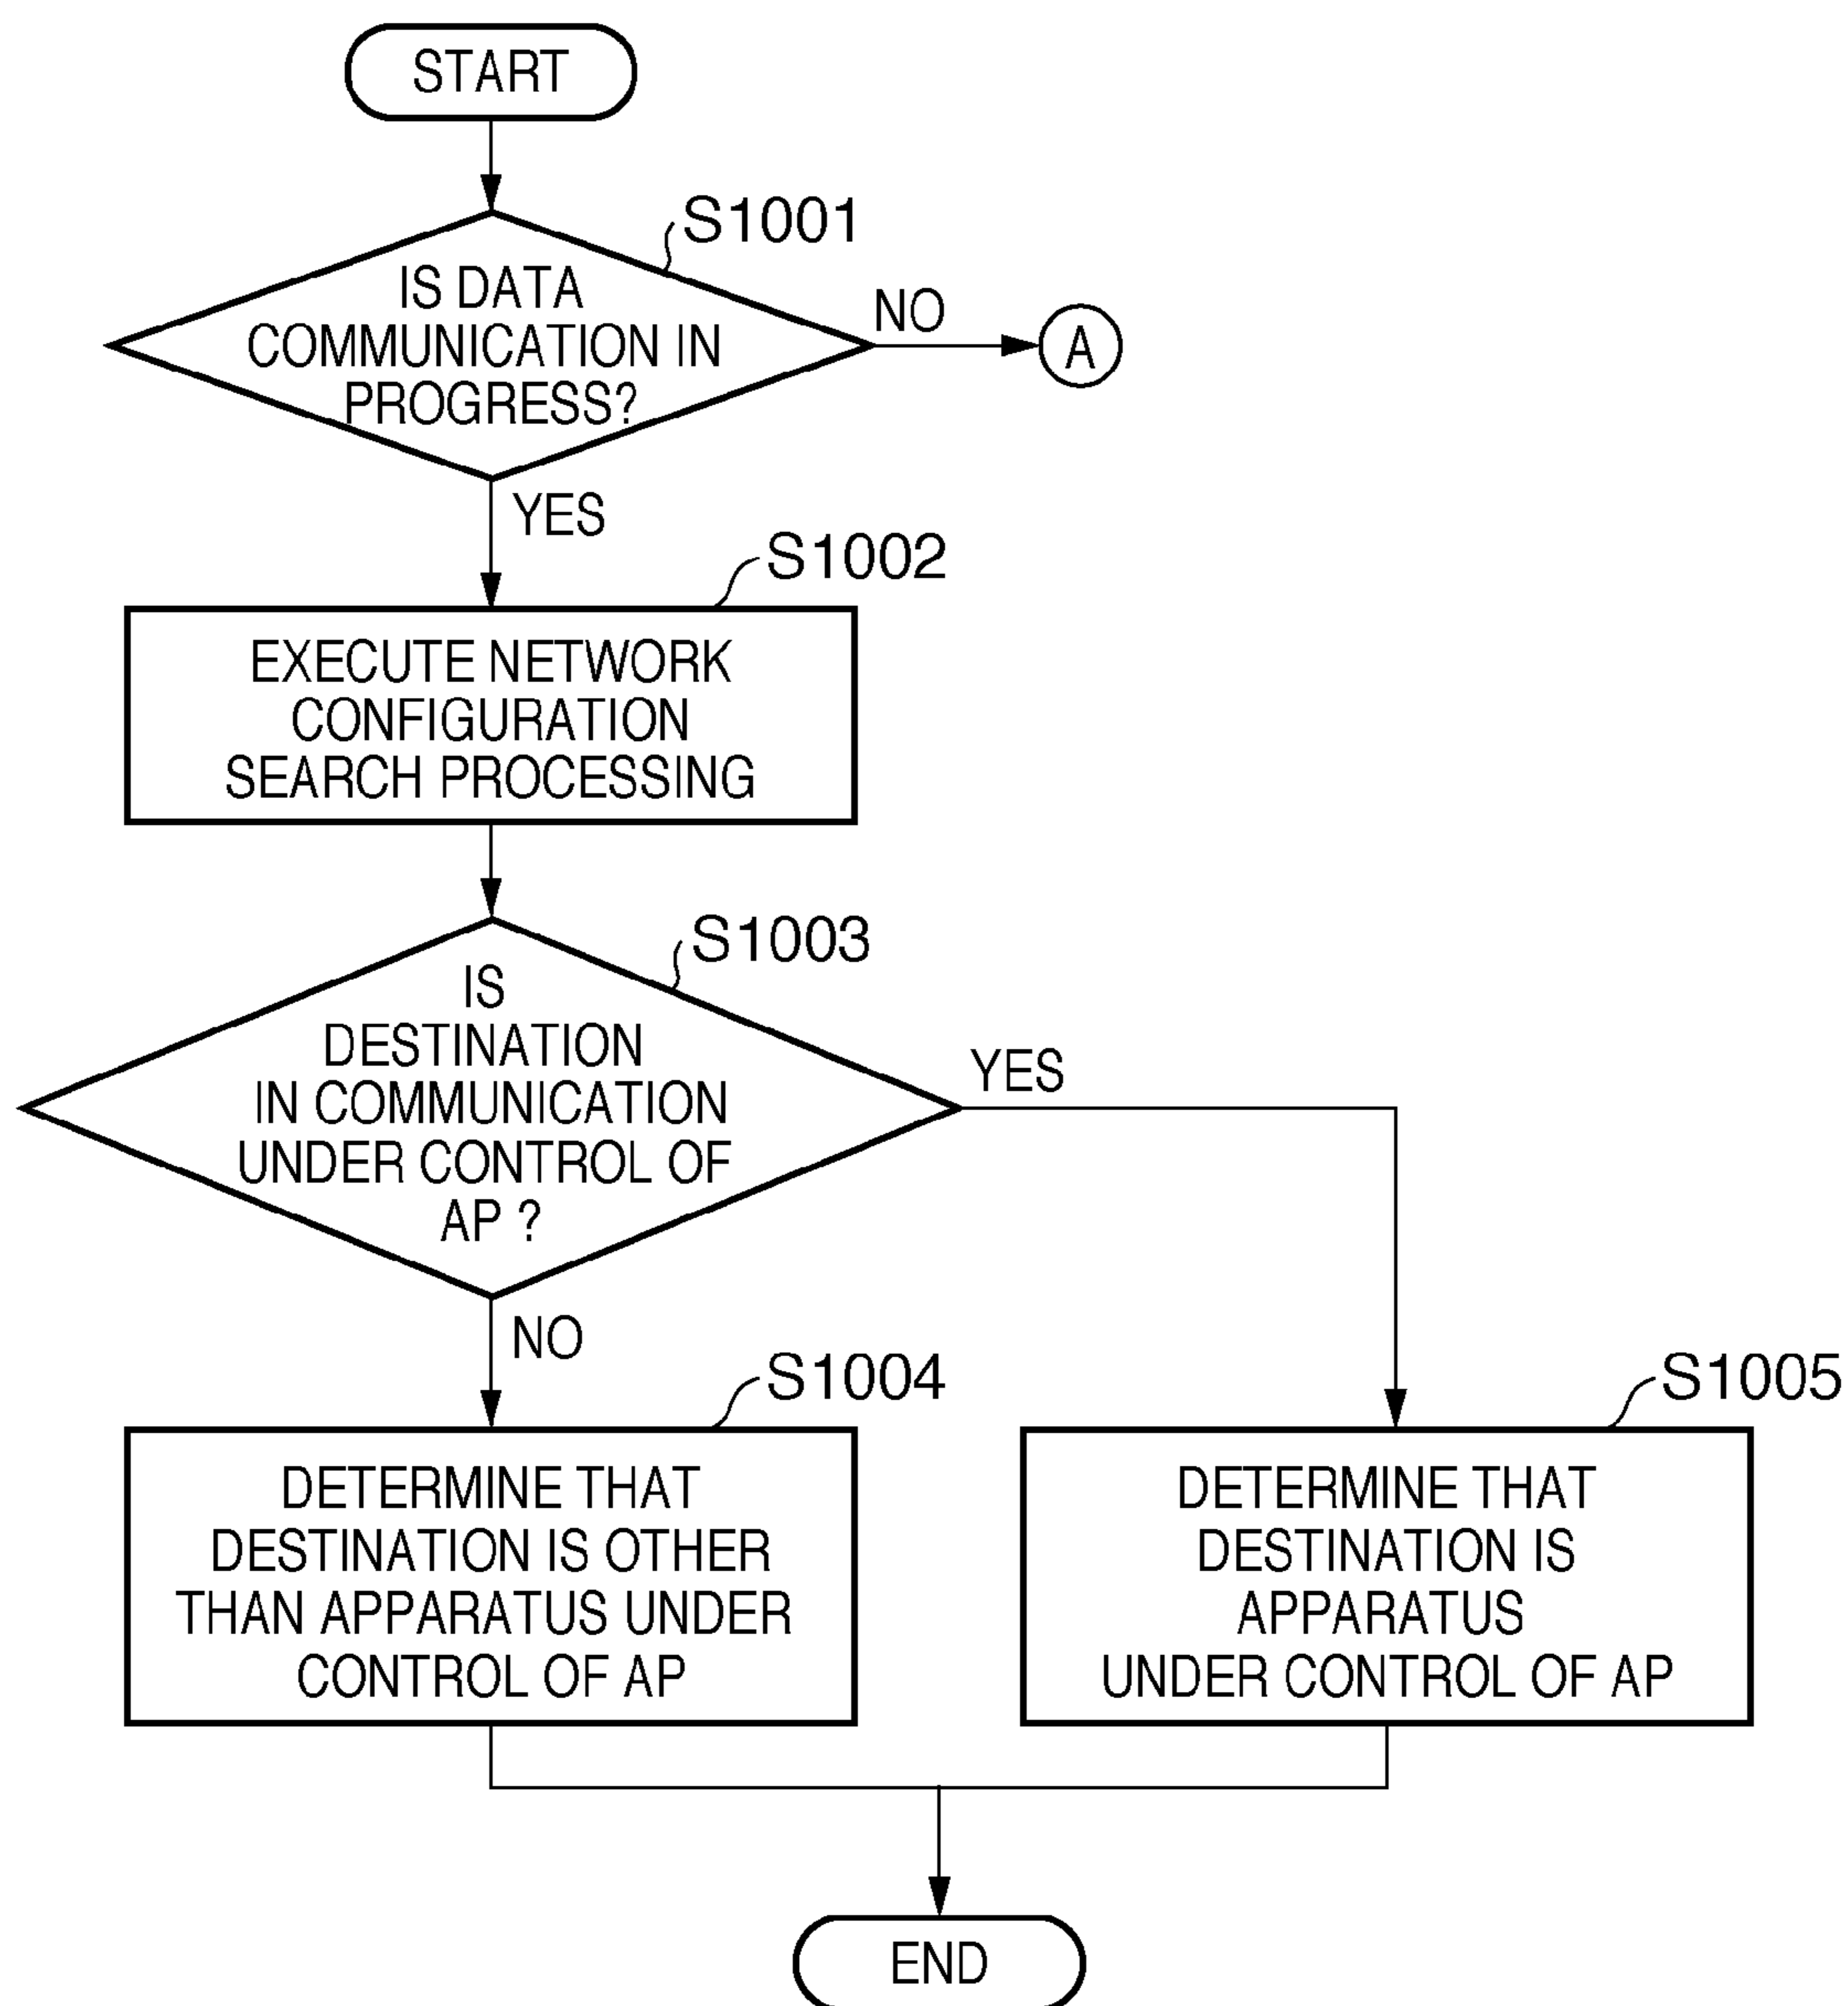 START
S1001
IS DATA
COMMUNICATION IN
PROGRESS?
NO
A
YES
S1002
EXECUTE NETWORK
CONFIGURATION
SEARCH PROCESSING
S1003
IS
DESTINATION
IN COMMUNICATION
UNDER CONTROL OF
AP ?
YES
NO
S1004
DETERMINE THAT
DESTINATION IS OTHER
THAN APPARATUS UNDER
CONTROL OF AP
S1005
DETERMINE THAT
DESTINATION IS
APPARATUS
UNDER CONTROL OF AP
END